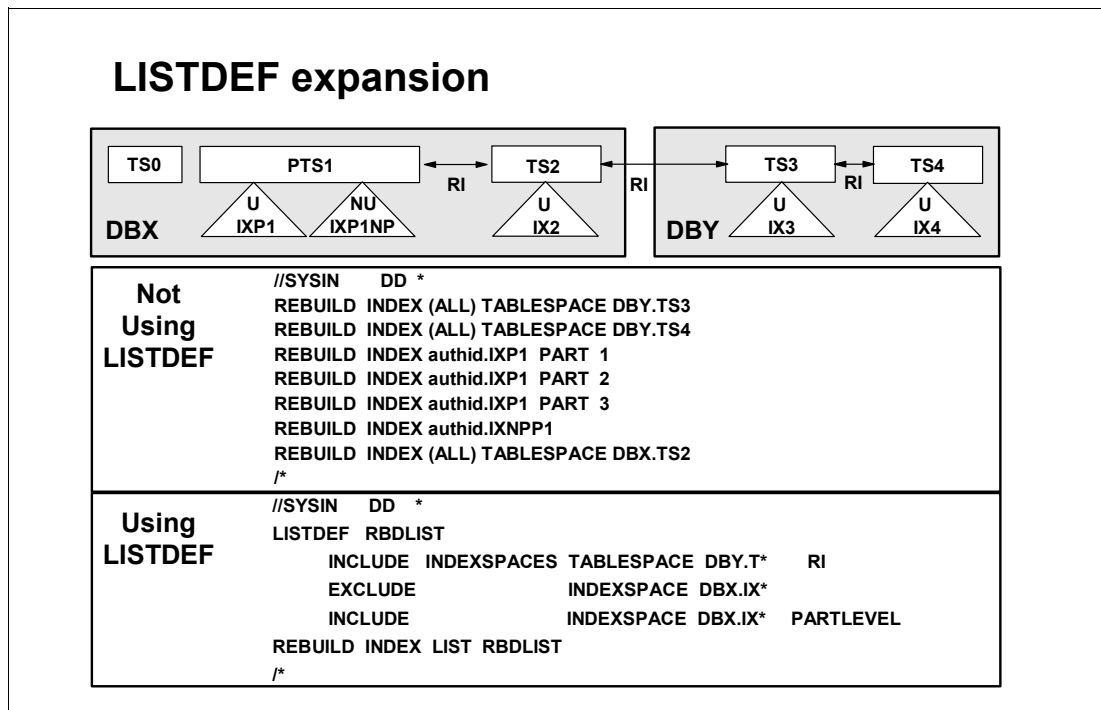 LISTDEF expansion
TS0
PTS1
RI
TS2
RI
TS3
RI
TS4
U
IXP1
NU
IXP1NP
U
IX2
U
IX3
U
IX4
DBX
DBY
Not
Using
LISTDEF
//SYSIN DD *
REBUILD INDEX (ALL) TABLESPACE DBY.TS3
REBUILD INDEX (ALL) TABLESPACE DBY.TS4
REBUILD INDEX authid.IXP1 PART 1
REBUILD INDEX authid.IXP1 PART 2
REBUILD INDEX authid.IXP1 PART 3
REBUILD INDEX authid.IXNPP1
REBUILD INDEX (ALL) TABLESPACE DBX.TS2
/*
Using
LISTDEF
//SYSIN DD *
LISTDEF RBDLIST
INCLUDE INDEXSPACES TABLESPACE DBY.T* RI
EXCLUDE INDEXSPACE DBX.IX*
INCLUDE INDEXSPACE DBX.IX* PARTLEVEL
REBUILD INDEX LIST RBDLIST
/*